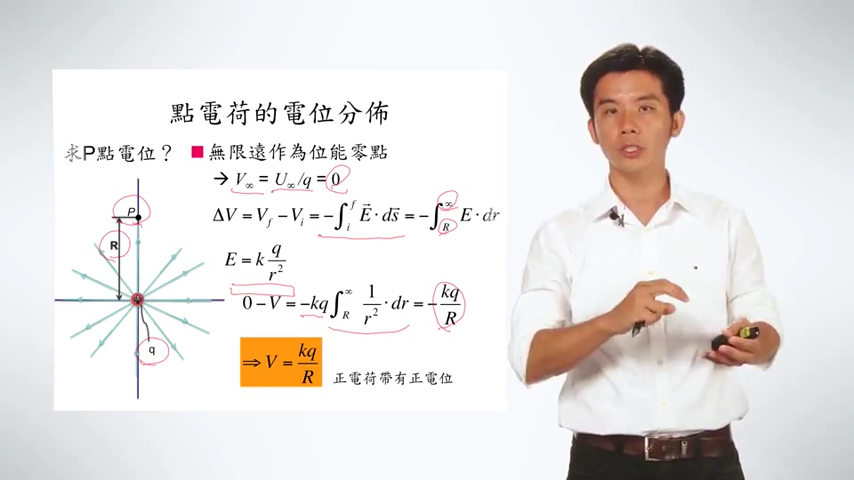 點電荷的電位分佈
求P點電位？ ■ 無限遠作為位能零點
→ V∞ = U∞/q = 0
ΔV = V_f − V_i = −∫_i^f E⃗ · ds⃗ = −∫_R^∞ E · dr
E = k q/r²
0 − V = −kq ∫_R^∞ 1/r² · dr = − kq/R
⇒ V = kq/R
正電荷帶有正電位
P
R
+
q